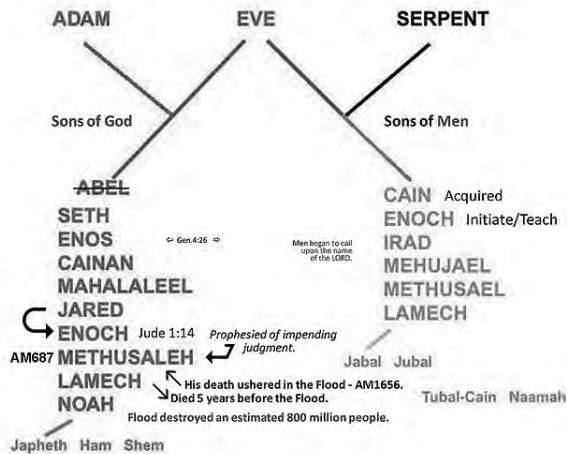 ADAM EVE SERPENT
Sons of God Sons of Men
ABEL
SETH
ENOS ⇦ Gen.4:26 ⇨
CAINAN
MAHALALEEL
JARED
ENOCH Jude 1:14
Prophesied of impending
judgment.
AM687 METHUSALEH
LAMECH
NOAH
His death ushered in the Flood - AM1656.
Died 5 years before the Flood.
Flood destroyed an estimated 800 million people.
Japheth Ham Shem
CAIN Acquired
ENOCH Initiate/Teach
Men began to call
upon the name
of the LORD.
IRAD
MEHUJAEL
METHUSAEL
LAMECH
Jabal Jubal
Tubal-Cain Naamah